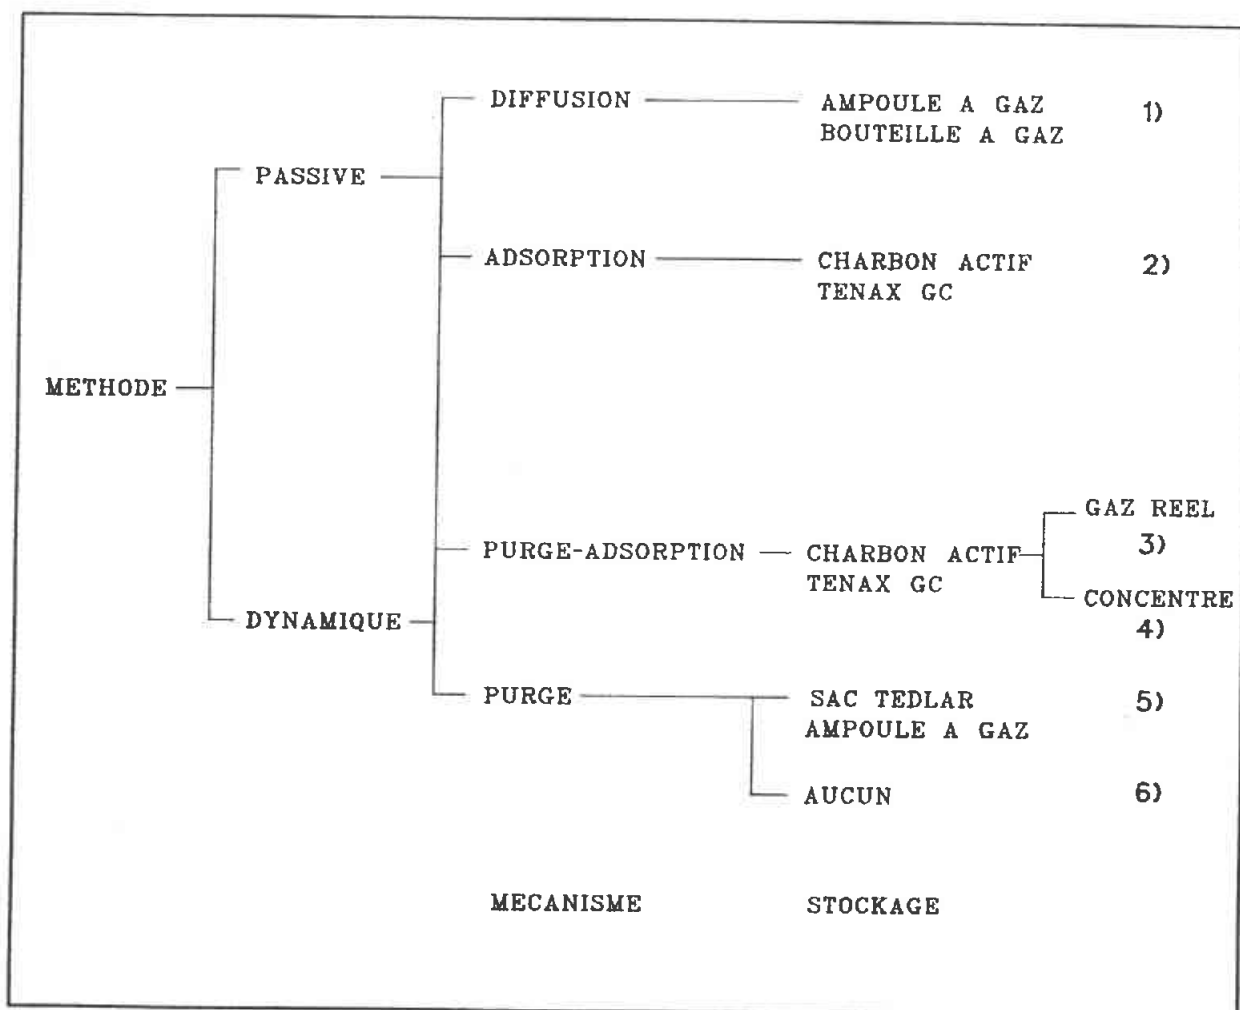 DIFFUSION AMPOULE A GAZ 1)
BOUTEILLE A GAZ
PASSIVE
ADSORPTION CHARBON ACTIF 2)
TENAX GC
METHODE
GAZ REEL
PURGE-ADSORPTION CHARBON ACTIF 3)
TENAX GC CONCENTRE
DYNAMIQUE 4)
PURGE SAC TEDLAR 5)
AMPOULE A GAZ
AUCUN 6)
MECANISME STOCKAGE